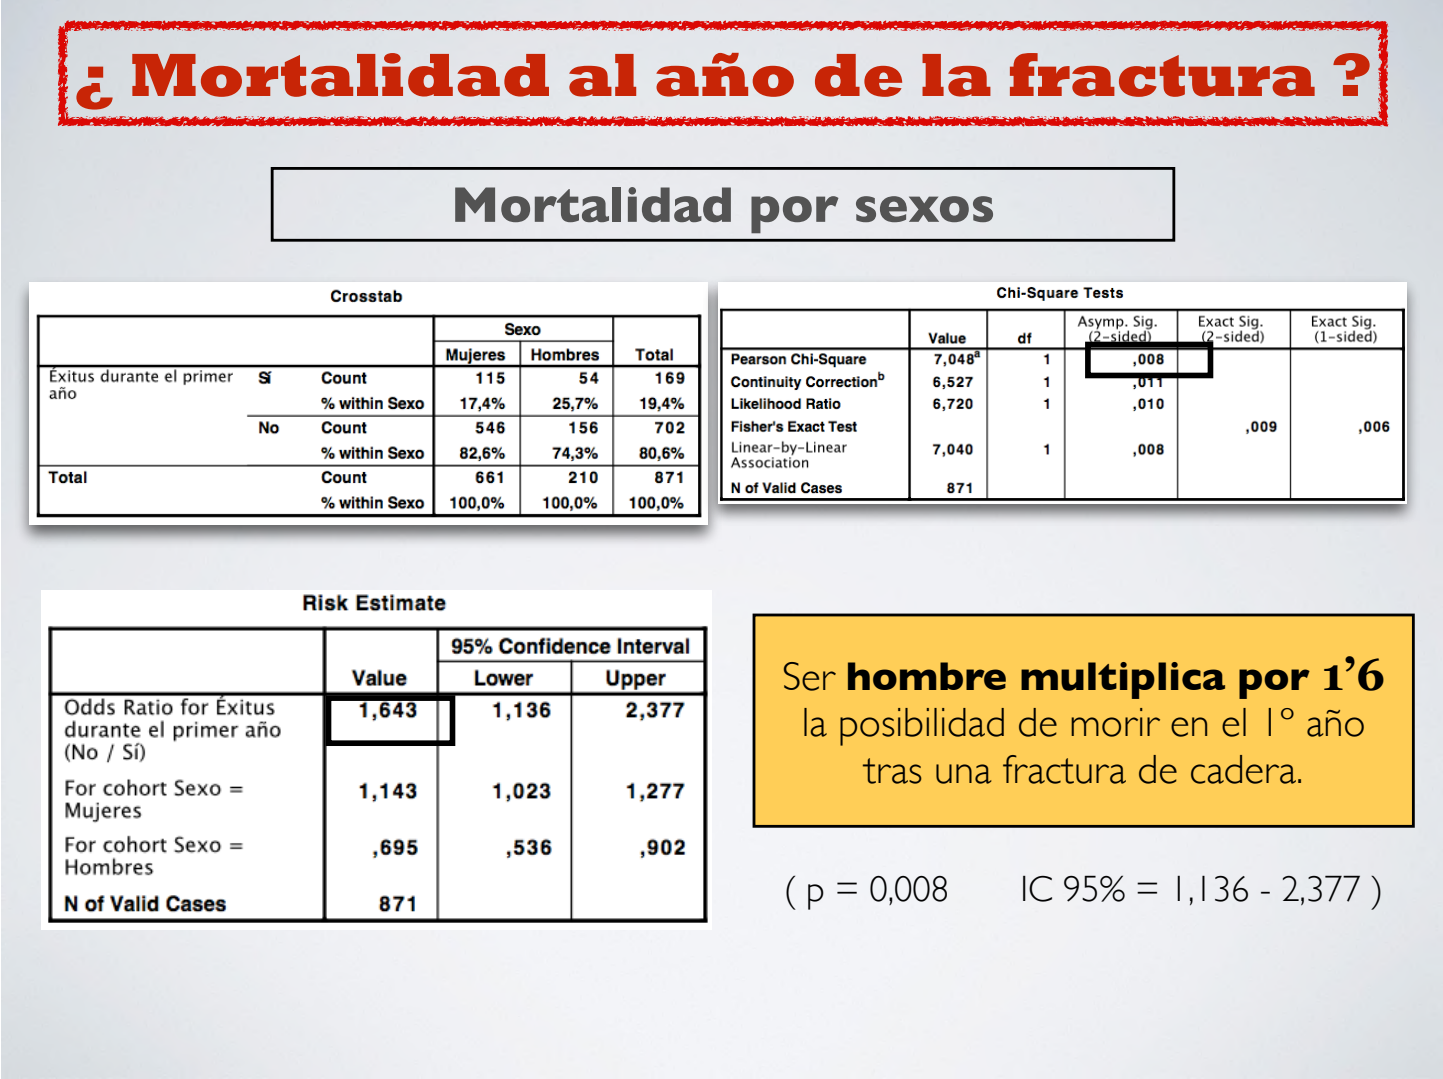 ¿ Mortalidad al año de la fractura ?
Mortalidad por sexos
Crosstab
Sexo
Mujeres Hombres Total
Éxitus durante el primer año Sí Count 115 54 169
% within Sexo 17,4% 25,7% 19,4%
No Count 546 156 702
% within Sexo 82,6% 74,3% 80,6%
Total Count 661 210 871
% within Sexo 100,0% 100,0% 100,0%
Chi-Square Tests
Value df Asymp. Sig. (2-sided) Exact Sig. (2-sided) Exact Sig. (1-sided)
Pearson Chi-Square 7,048a 1 ,008
Continuity Correctionb 6,527 1 ,011
Likelihood Ratio 6,720 1 ,010
Fisher's Exact Test ,009 ,006
Linear-by-Linear Association 7,040 1 ,008
N of Valid Cases 871
Risk Estimate
95% Confidence Interval
Value Lower Upper
Odds Ratio for Éxitus durante el primer año (No / Sí) 1,643 1,136 2,377
For cohort Sexo = Mujeres 1,143 1,023 1,277
For cohort Sexo = Hombres ,695 ,536 ,902
N of Valid Cases 871
Ser hombre multiplica por 1’6
la posibilidad de morir en el 1º año
tras una fractura de cadera.
( p = 0,008 IC 95% = 1,136 - 2,377 )